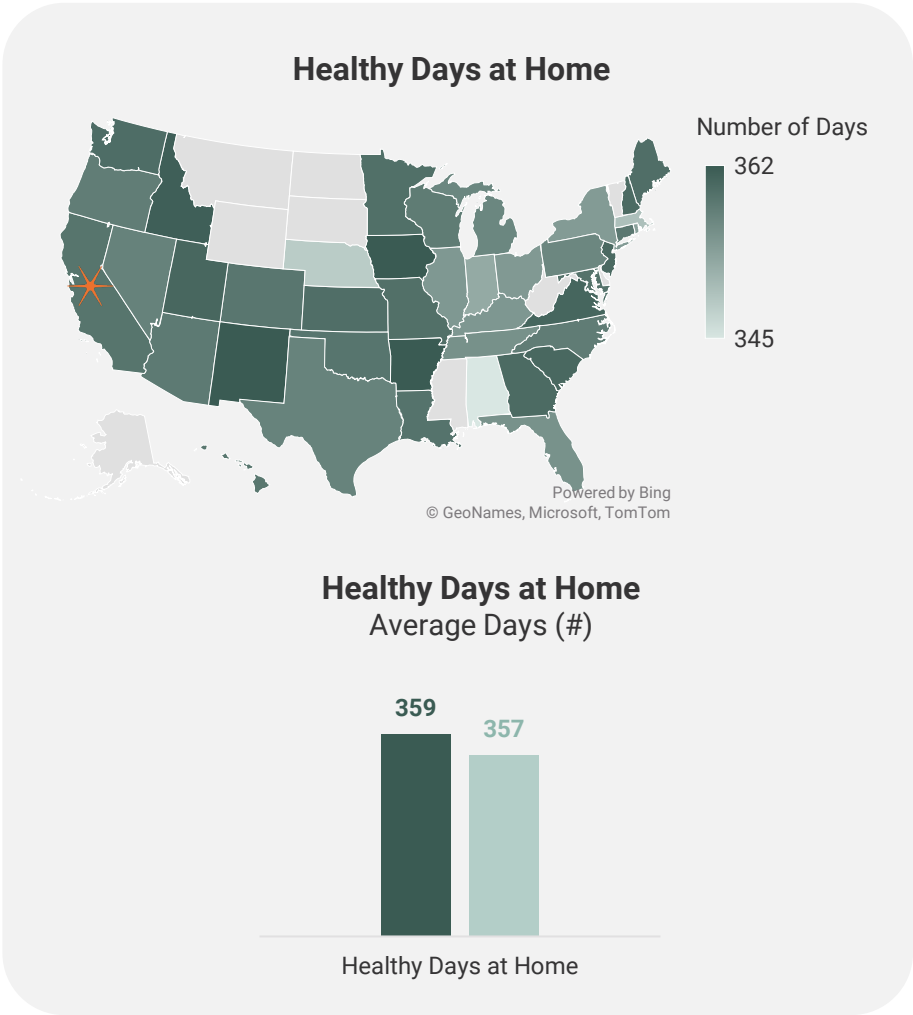 Healthy Days at Home
Number of Days
362
345
Powered by Bing
© GeoNames, Microsoft, TomTom
Healthy Days at Home
Average Days (#)
359
357
Healthy Days at Home